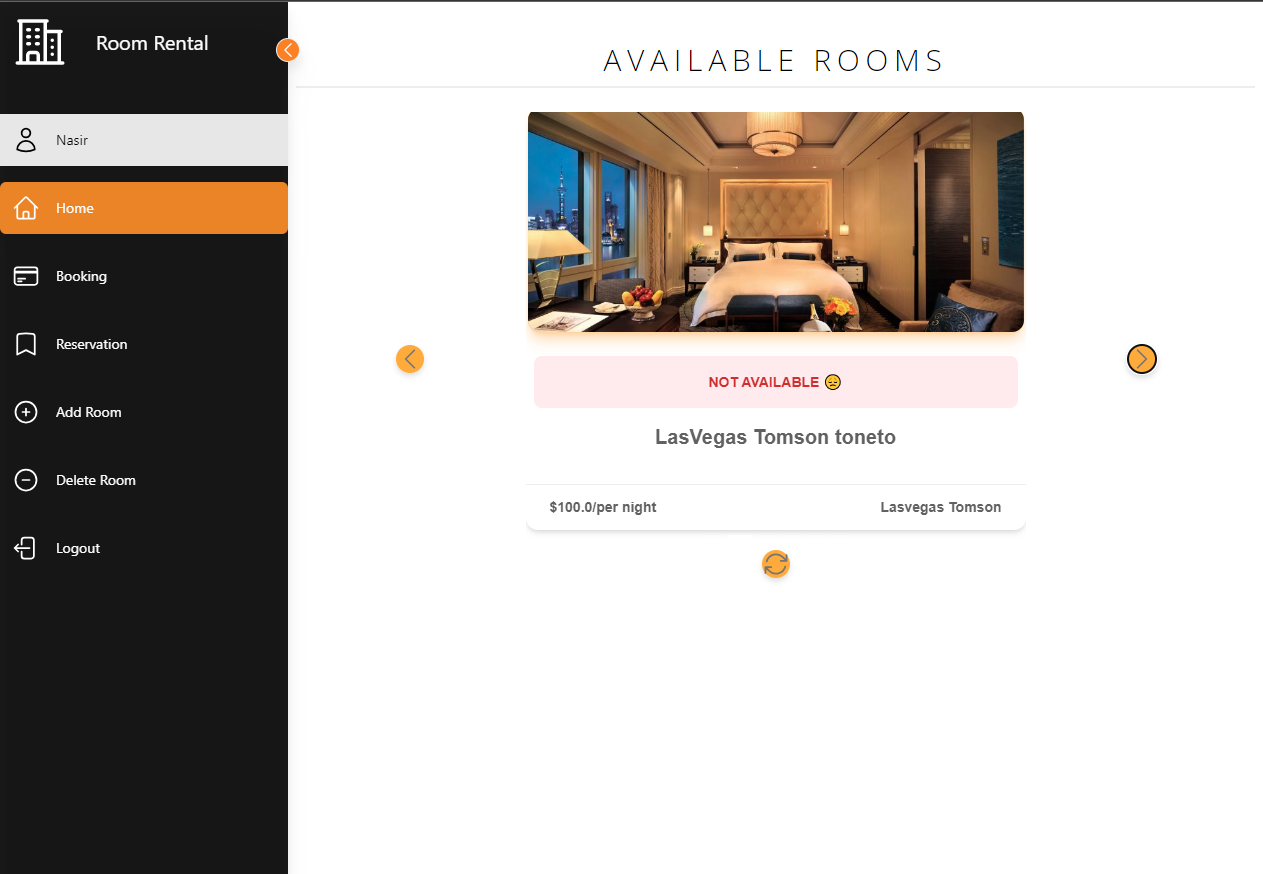 Room Rental
Nasir
Home
Booking
Reservation
Add Room
Delete Room
Logout
AVAILABLE ROOMS
NOT AVAILABLE 😔
LasVegas Tomson toneto
$100.0/per night
Lasvegas Tomson